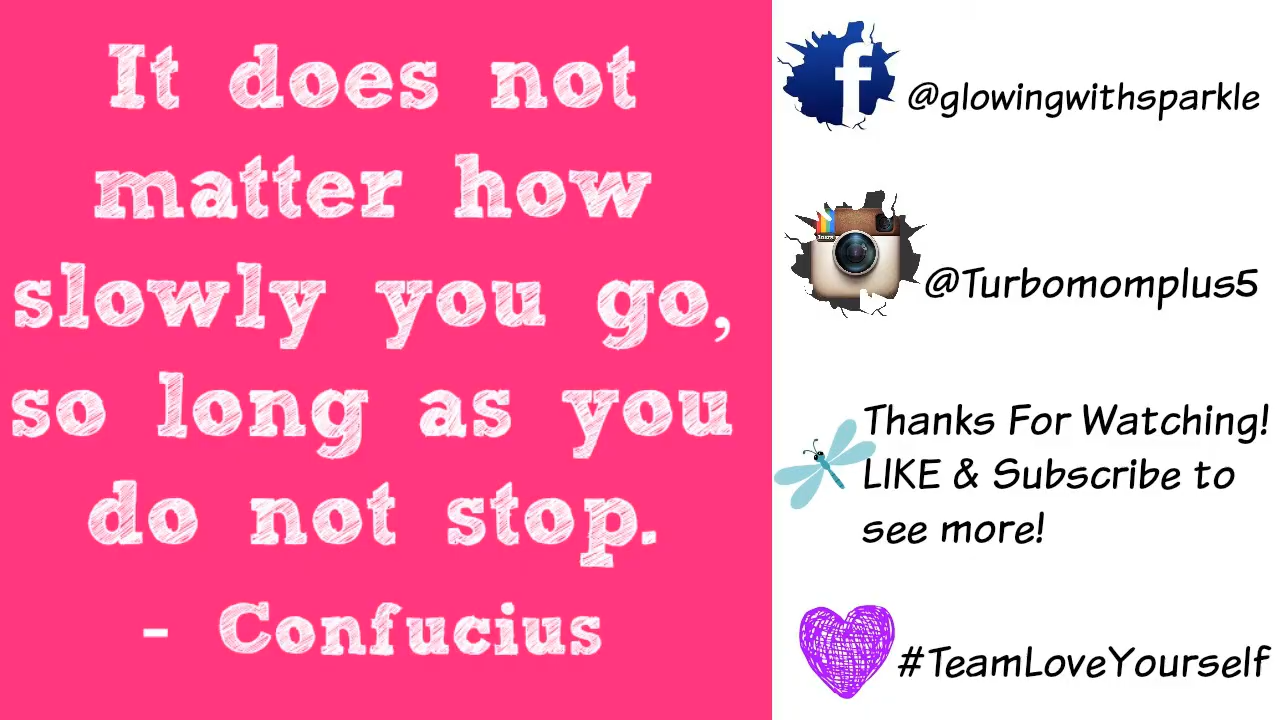 It does not
matter how
slowly you go,
so long as you
do not stop.
- Confucius
@glowingwithsparkle
@Turbomomplus5
Thanks For Watching!
LIKE & Subscribe to
see more!
#TeamLoveYourself